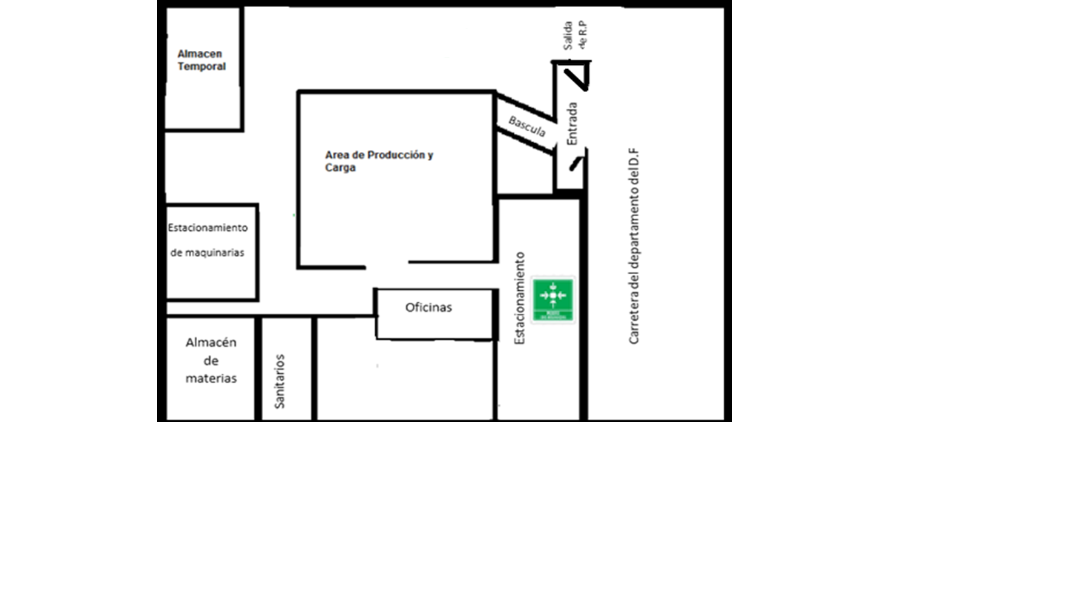 Almacen
Temporal
Salida
de R.P
Bascula
Entrada
Area de Producción y
Carga
Estacionamiento
de maquinarias
Carretera del departamento del D.F
Estacionamiento
Oficinas
Almacén
de
materias
Sanitarios